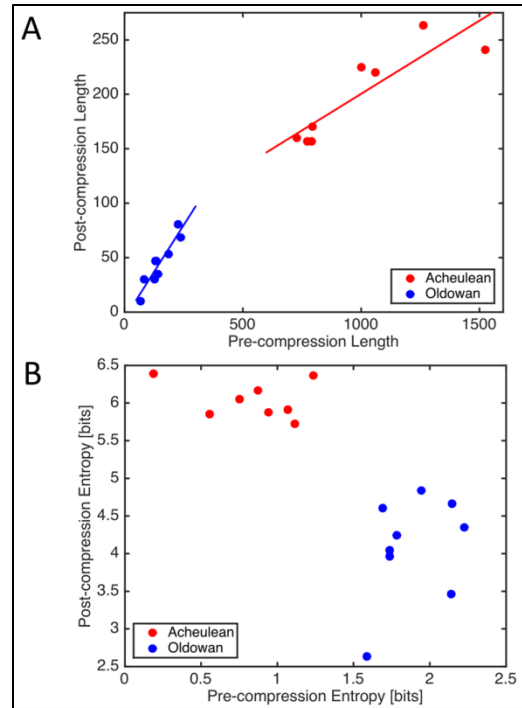 A
Post-compression Length
250
200
150
100
50
0
0 500 1000 1500
Pre-compression Length
Acheulean
Oldowan
B
Post-compression Entropy [bits]
6.5
6
5.5
5
4.5
4
3.5
3
2.5
0 0.5 1 1.5 2 2.5
Pre-compression Entropy [bits]
Acheulean
Oldowan